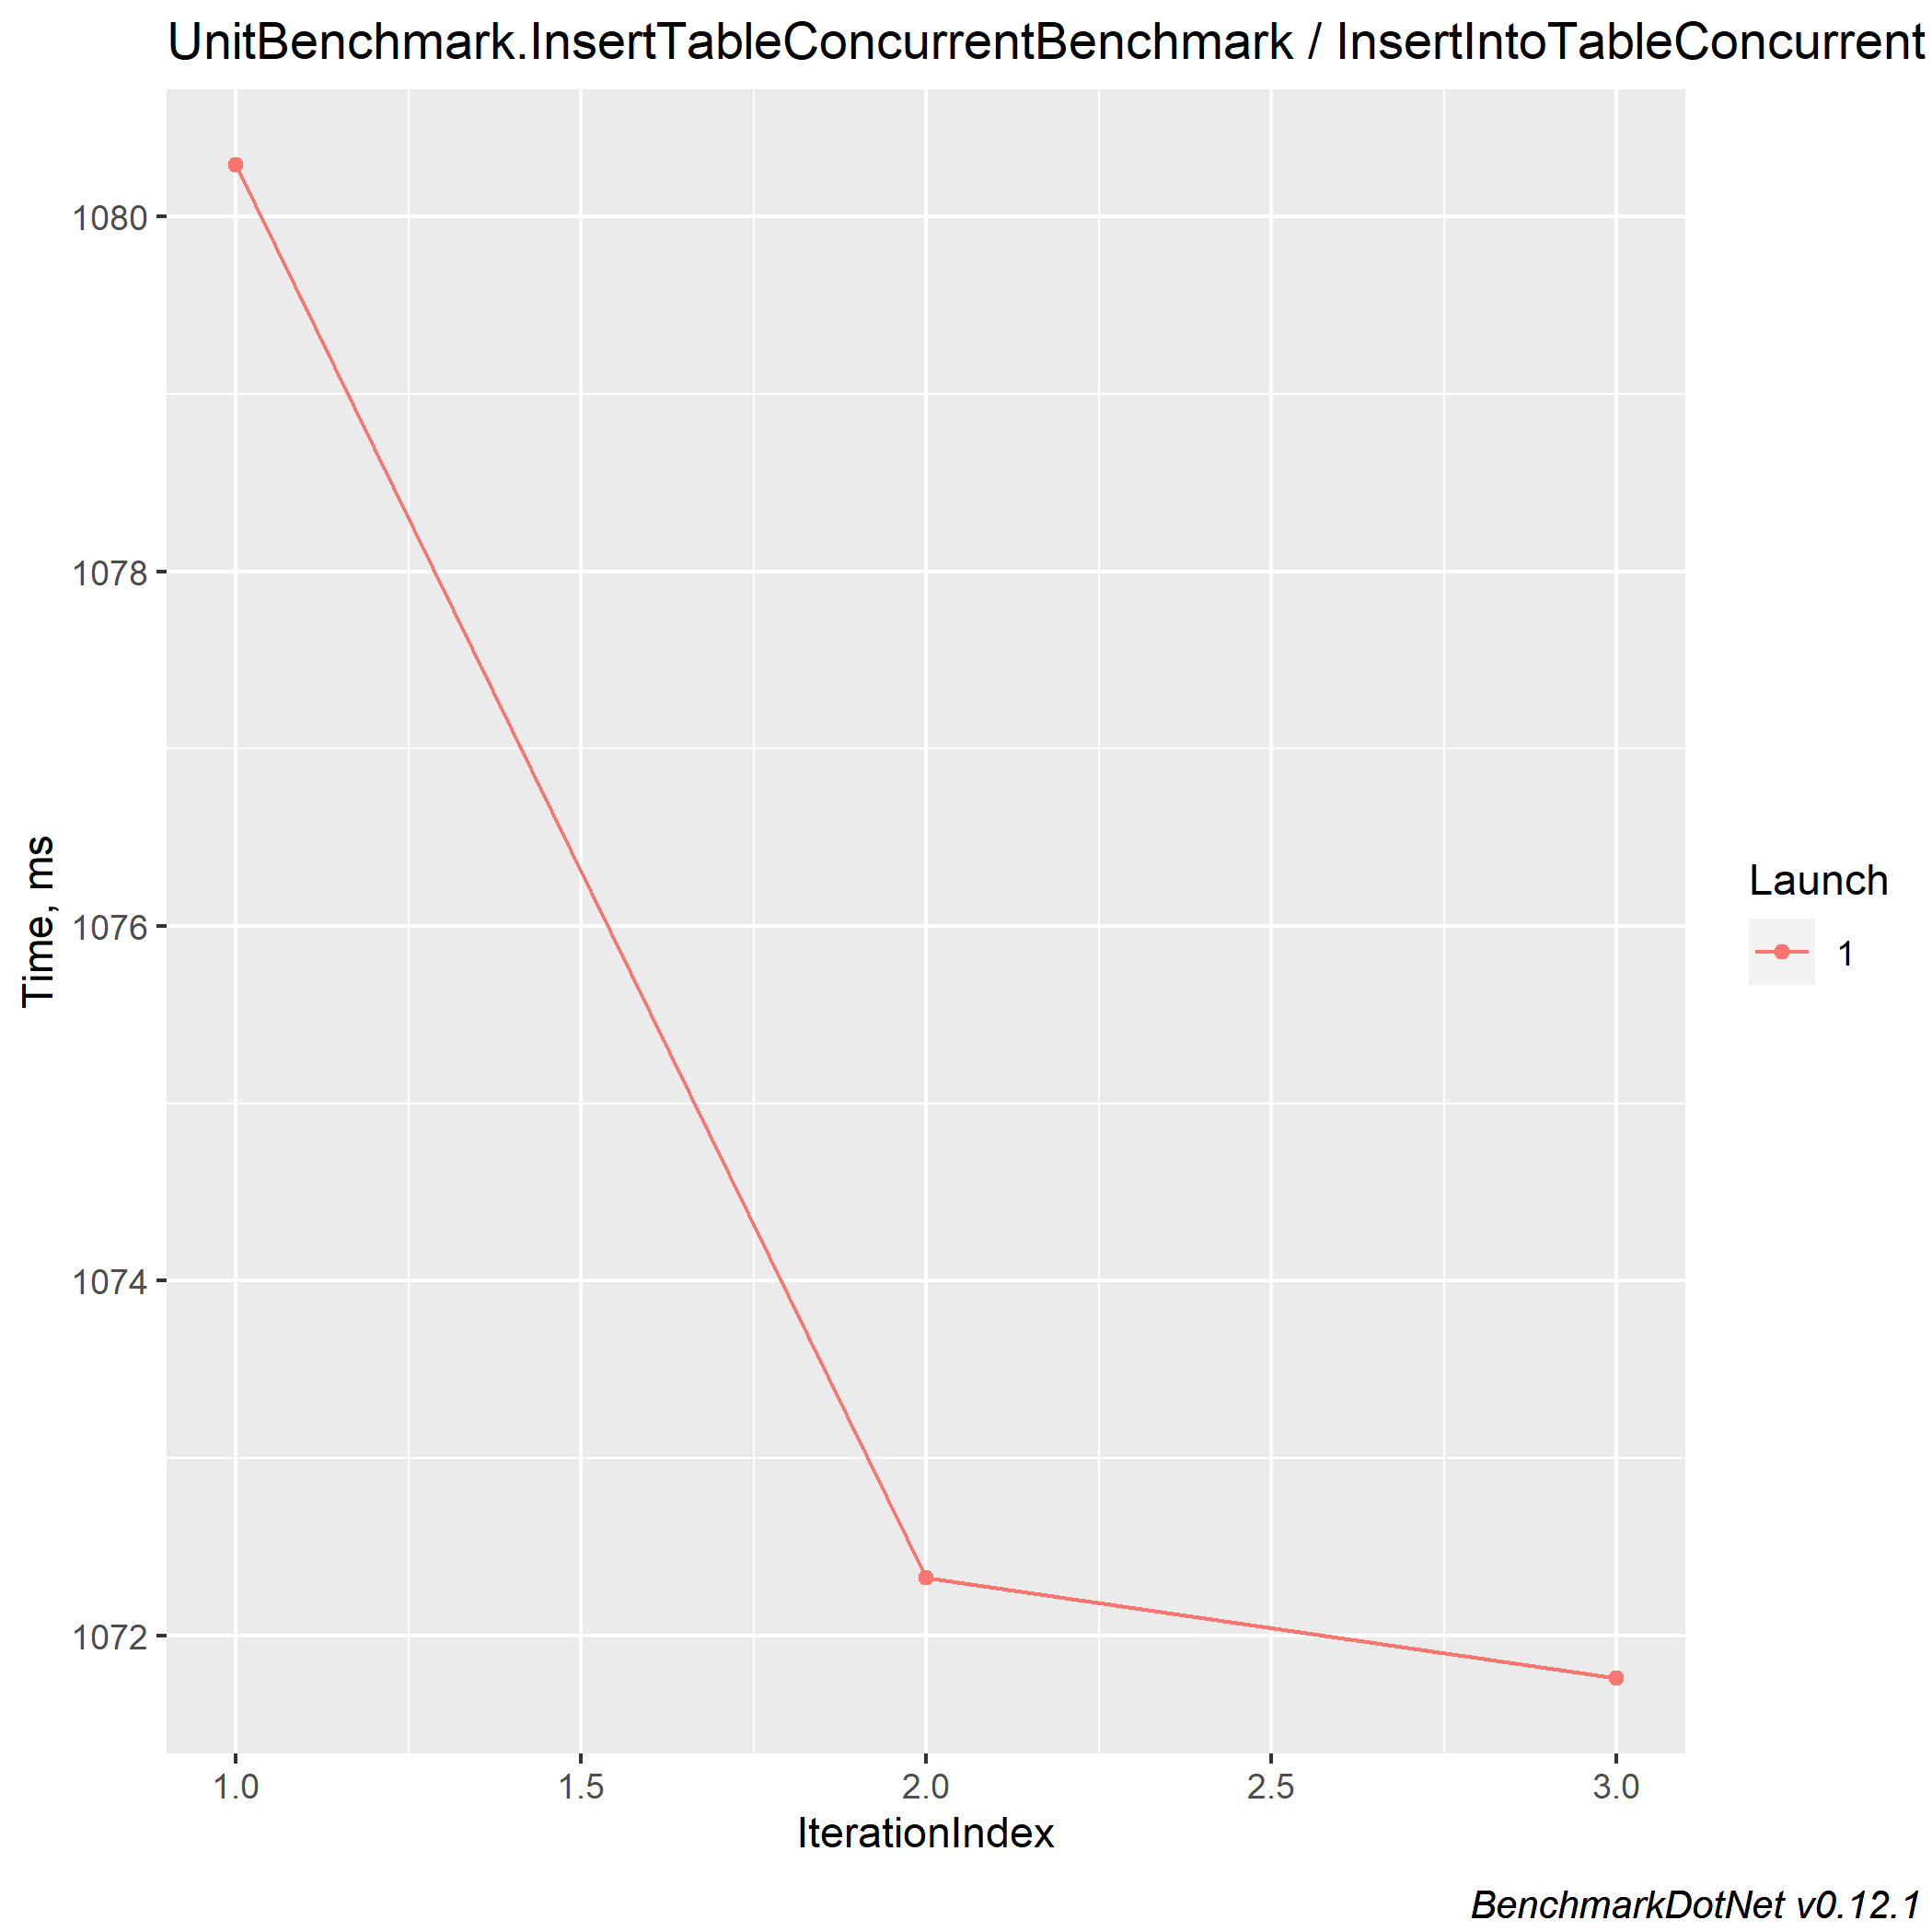 UnitBenchmark.InsertTableConcurrentBenchmark / InsertIntoTableConcurrent
1080
1078
1076
1074
1072
Time, ms
1.0 1.5 2.0 2.5 3.0
IterationIndex
Launch
1
BenchmarkDotNet v0.12.1